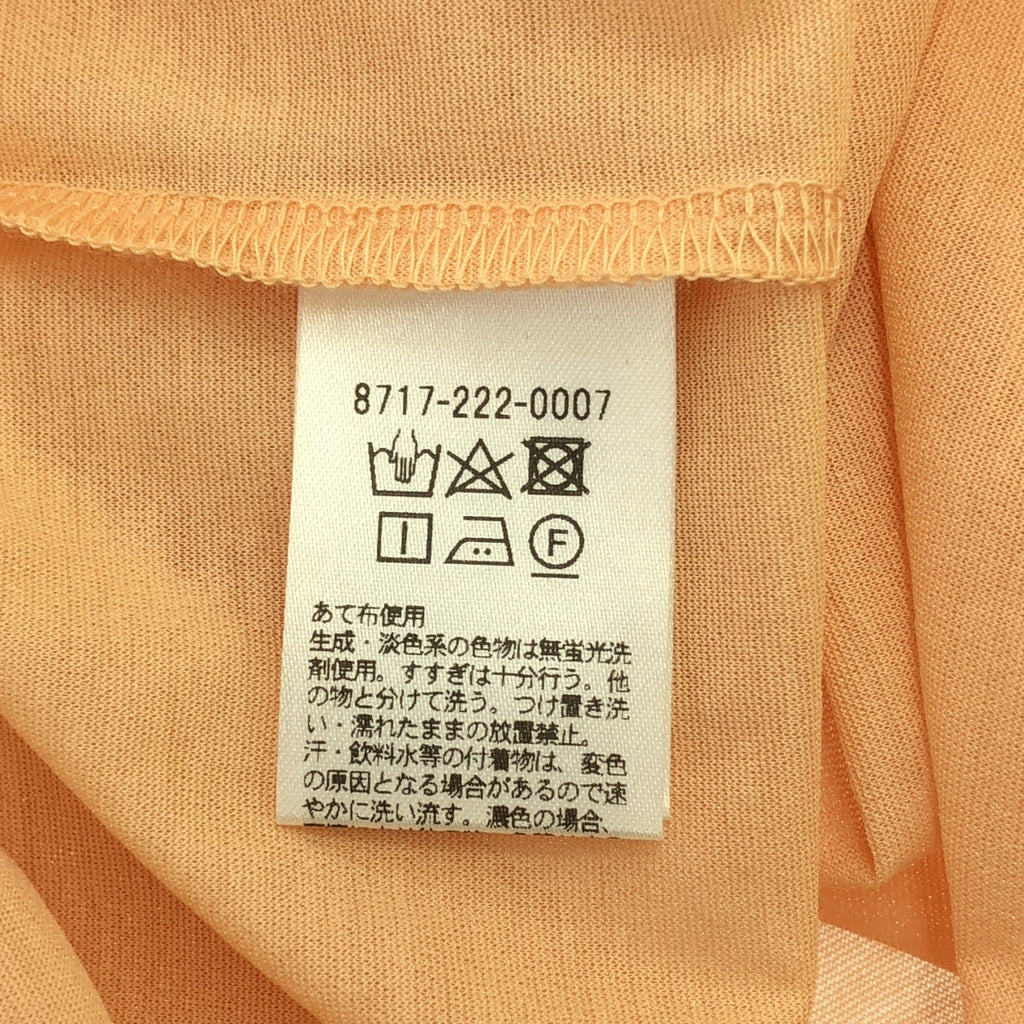 8717-222-0007
F
あて布使用
生成・淡色系の色物は無蛍光洗
剤使用。すすぎは十分行う。他
の物と分けて洗う。つけ置き洗
い・濡れたままの放置禁止。
汗・飲料水等の付着物は、変色
の原因となる場合があるので速
やかに洗い流す。濃色の場合、